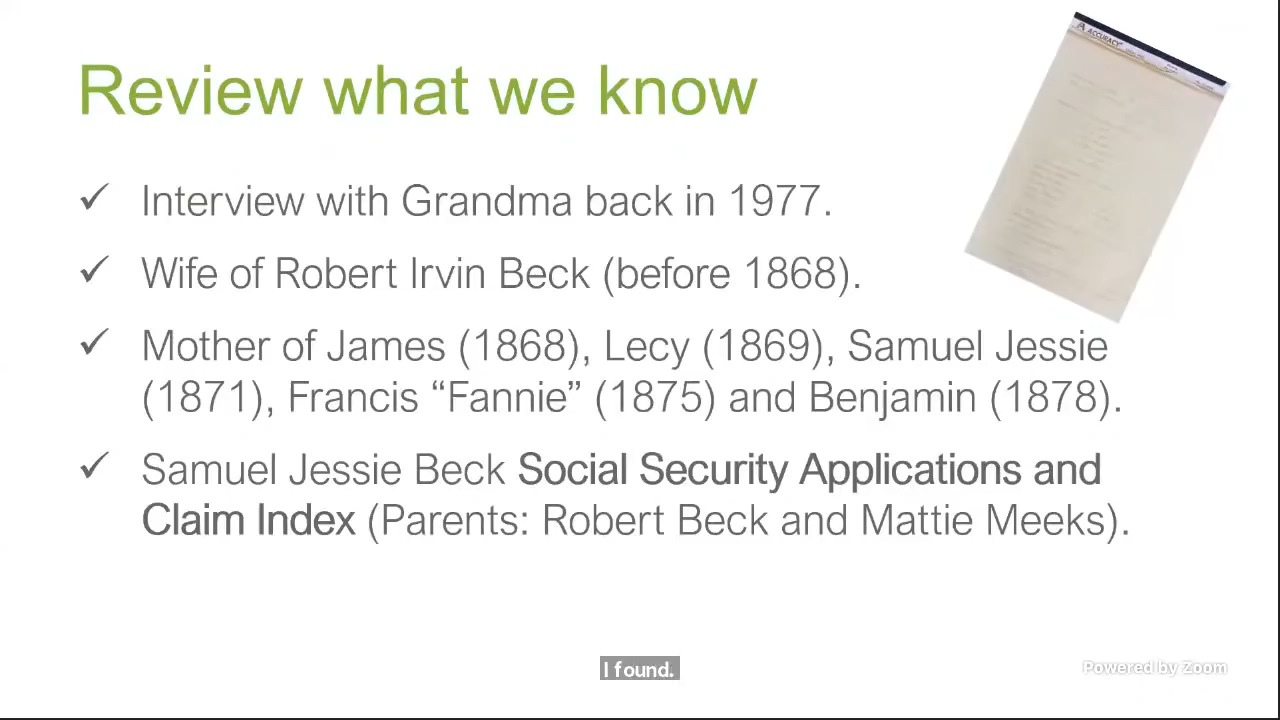 Review what we know
ACCURACY
✓ Interview with Grandma back in 1977.
✓ Wife of Robert Irvin Beck (before 1868).
✓ Mother of James (1868), Lecy (1869), Samuel Jessie
(1871), Francis “Fannie” (1875) and Benjamin (1878).
✓ Samuel Jessie Beck Social Security Applications and
Claim Index (Parents: Robert Beck and Mattie Meeks).
I found.
Powered by Zoom